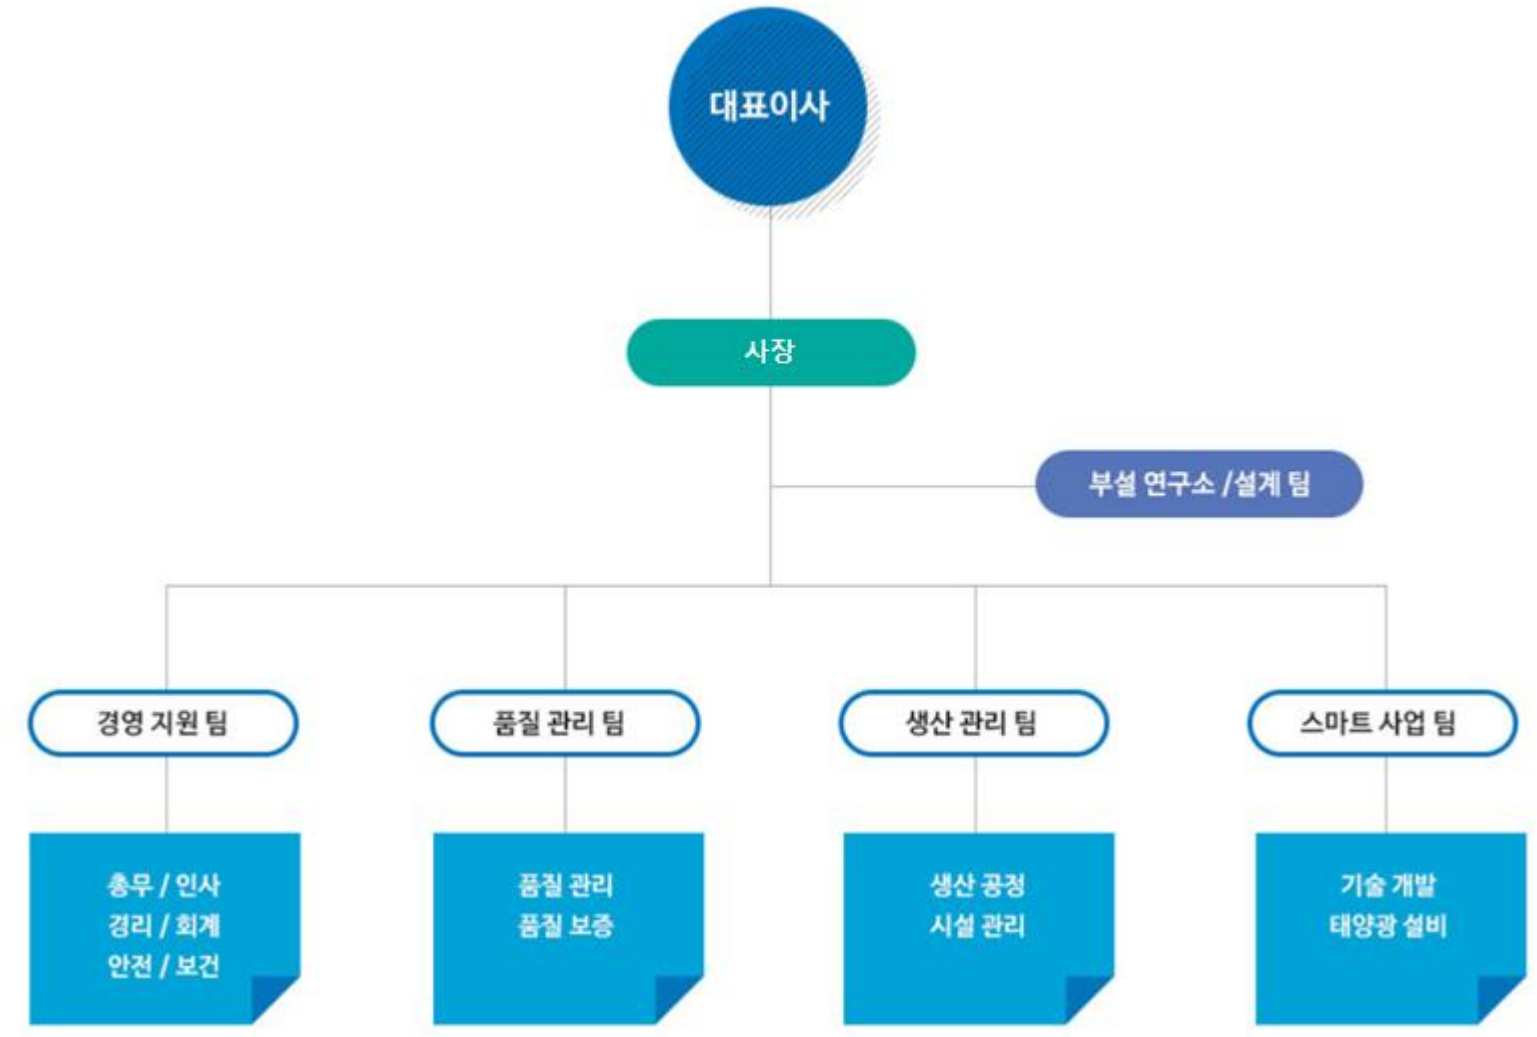 대표이사
사장
부설 연구소 /설계 팀
경영 지원 팀
품질 관리 팀
생산 관리 팀
스마트 사업 팀
총무 / 인사
경리 / 회계
안전 / 보건
품질 관리
품질 보증
생산 공정
시설 관리
기술 개발
태양광 설비